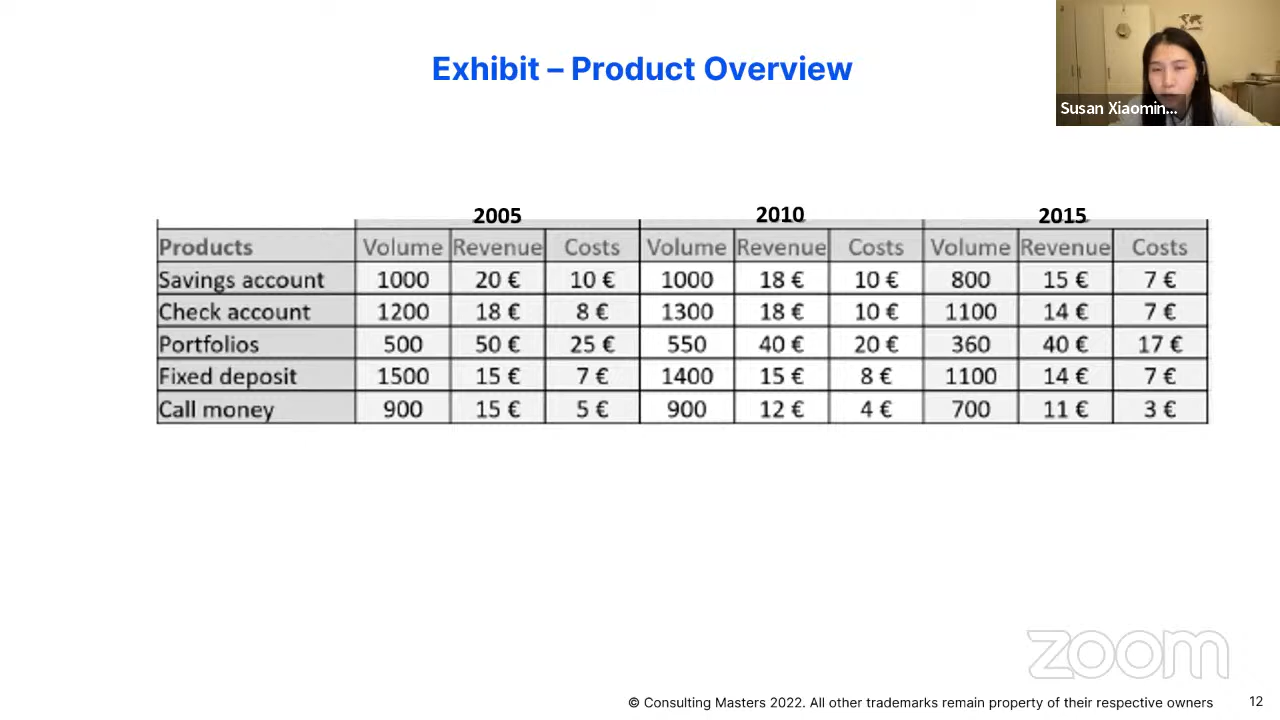 Exhibit – Product Overview
Susan Xiaomin...
2005 2010 2015
Products Volume Revenue Costs Volume Revenue Costs Volume Revenue Costs
Savings account 1000 20 € 10 € 1000 18 € 10 € 800 15 € 7 €
Check account 1200 18 € 8 € 1300 18 € 10 € 1100 14 € 7 €
Portfolios 500 50 € 25 € 550 40 € 20 € 360 40 € 17 €
Fixed deposit 1500 15 € 7 € 1400 15 € 8 € 1100 14 € 7 €
Call money 900 15 € 5 € 900 12 € 4 € 700 11 € 3 €
zoom
© Consulting Masters 2022. All other trademarks remain property of their respective owners 12